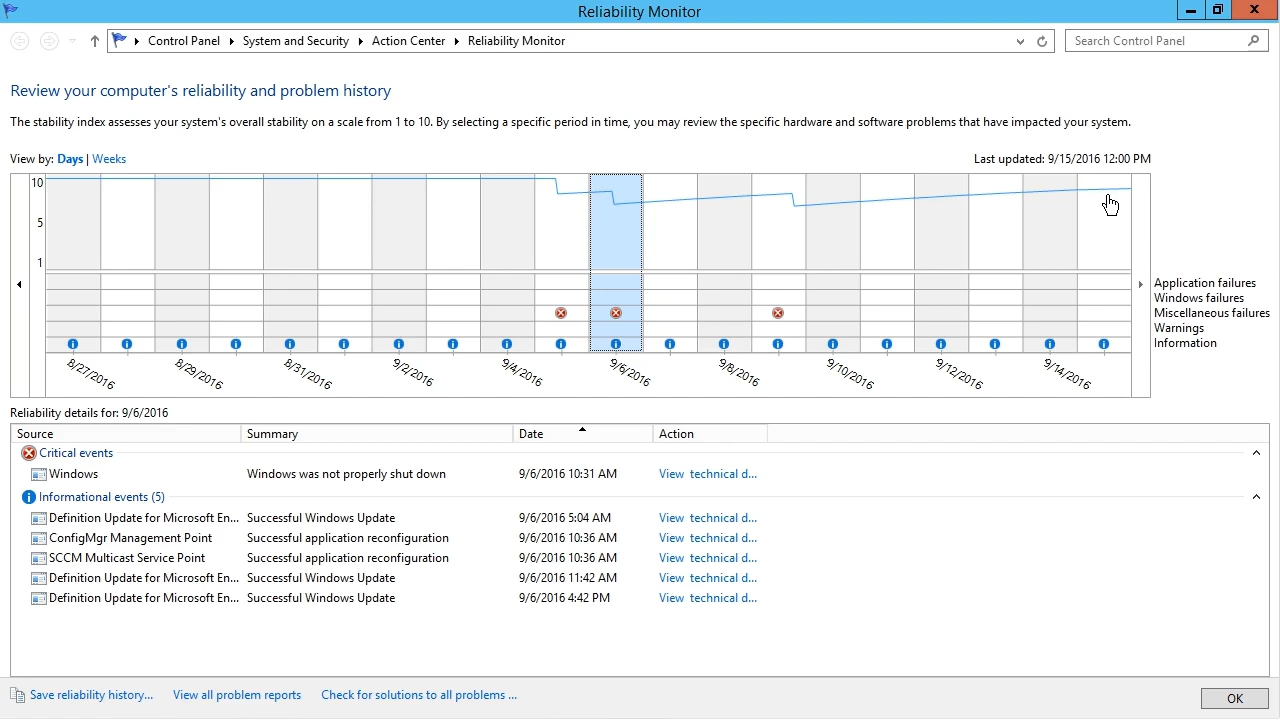 Reliability Monitor
Control Panel System and Security Action Center Reliability Monitor Search Control Panel
Review your computer's reliability and problem history
The stability index assesses your system's overall stability on a scale from 1 to 10. By selecting a specific period in time, you may review the specific hardware and software problems that have impacted your system.
View by: Days | Weeks Last updated: 9/15/2016 12:00 PM
10
5
1
Application failures
Windows failures
Miscellaneous failures
Warnings
Information
8/27/2016 8/29/2016 8/31/2016 9/2/2016 9/4/2016 9/6/2016 9/8/2016 9/10/2016 9/12/2016 9/14/2016
Reliability details for: 9/6/2016
Source Summary Date Action
Critical events
Windows Windows was not properly shut down 9/6/2016 10:31 AM View technical d...
Informational events (5)
Definition Update for Microsoft En... Successful Windows Update 9/6/2016 5:04 AM View technical d...
ConfigMgr Management Point Successful application reconfiguration 9/6/2016 10:36 AM View technical d...
SCCM Multicast Service Point Successful application reconfiguration 9/6/2016 10:36 AM View technical d...
Definition Update for Microsoft En... Successful Windows Update 9/6/2016 11:42 AM View technical d...
Definition Update for Microsoft En... Successful Windows Update 9/6/2016 4:42 PM View technical d...
Save reliability history... View all problem reports Check for solutions to all problems ... OK